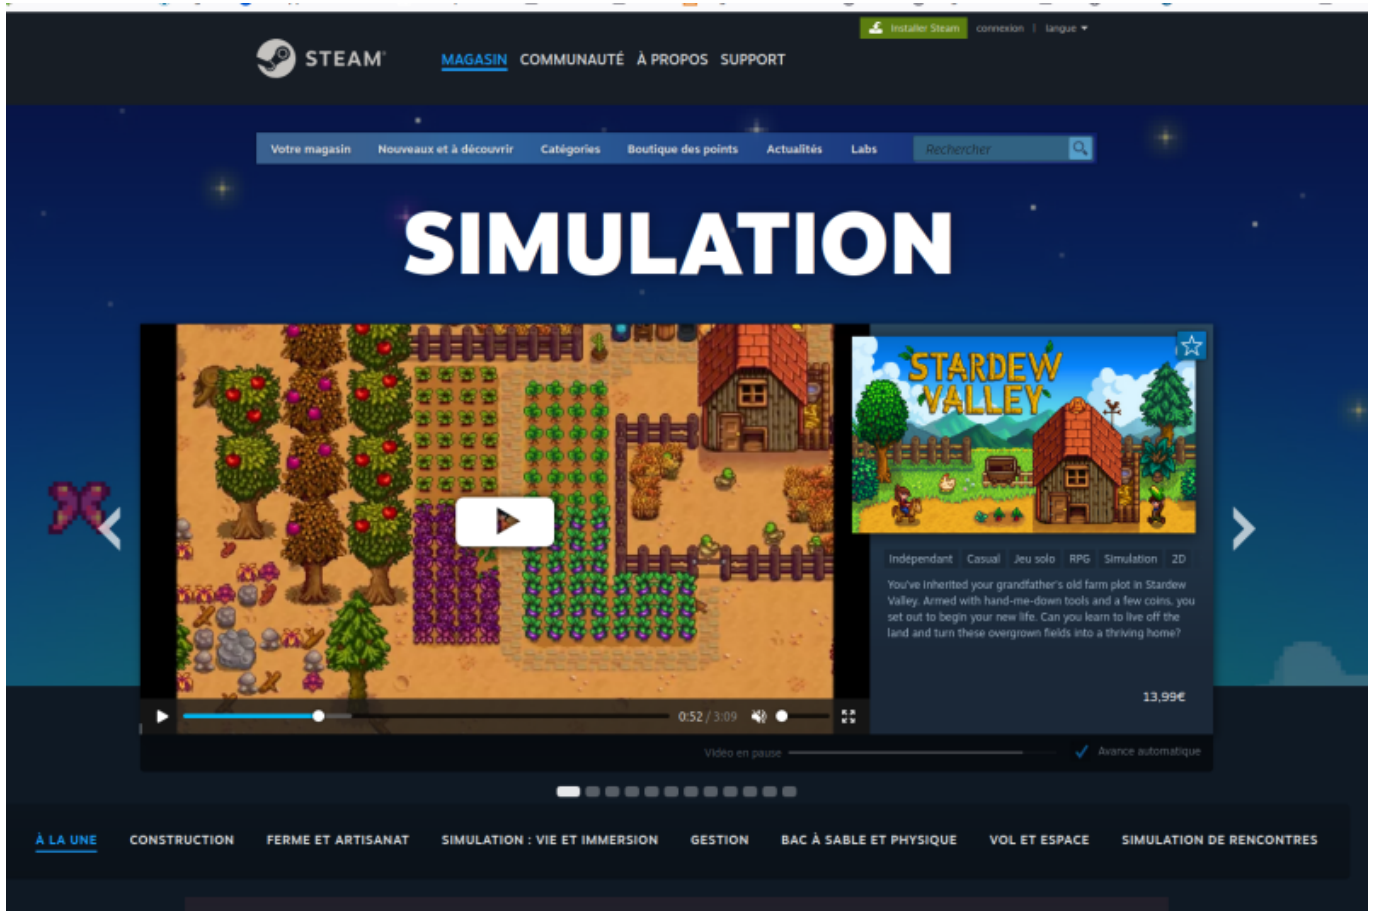 Installer Steam connexion | langue
STEAM
MAGASIN COMMUNAUTÉ À PROPOS SUPPORT
Votre magasin Nouveaux et à découvrir Catégories Boutique des points Actualités Labs Rechercher
SIMULATION
STARDEW
VALLEY
Indépendant Casual Jeu solo RPG Simulation 2D
You've inherited your grandfather's old farm plot in Stardew
Valley. Armed with hand-me-down tools and a few coins, you
set out to begin your new life. Can you learn to live off the
land and turn these overgrown fields into a thriving home?
13,99€
0:52 / 3:09
Vidéo en pause Avance automatique
À LA UNE CONSTRUCTION FERME ET ARTISANAT SIMULATION : VIE ET IMMERSION GESTION BAC À SABLE ET PHYSIQUE VOL ET ESPACE SIMULATION DE RENCONTRES